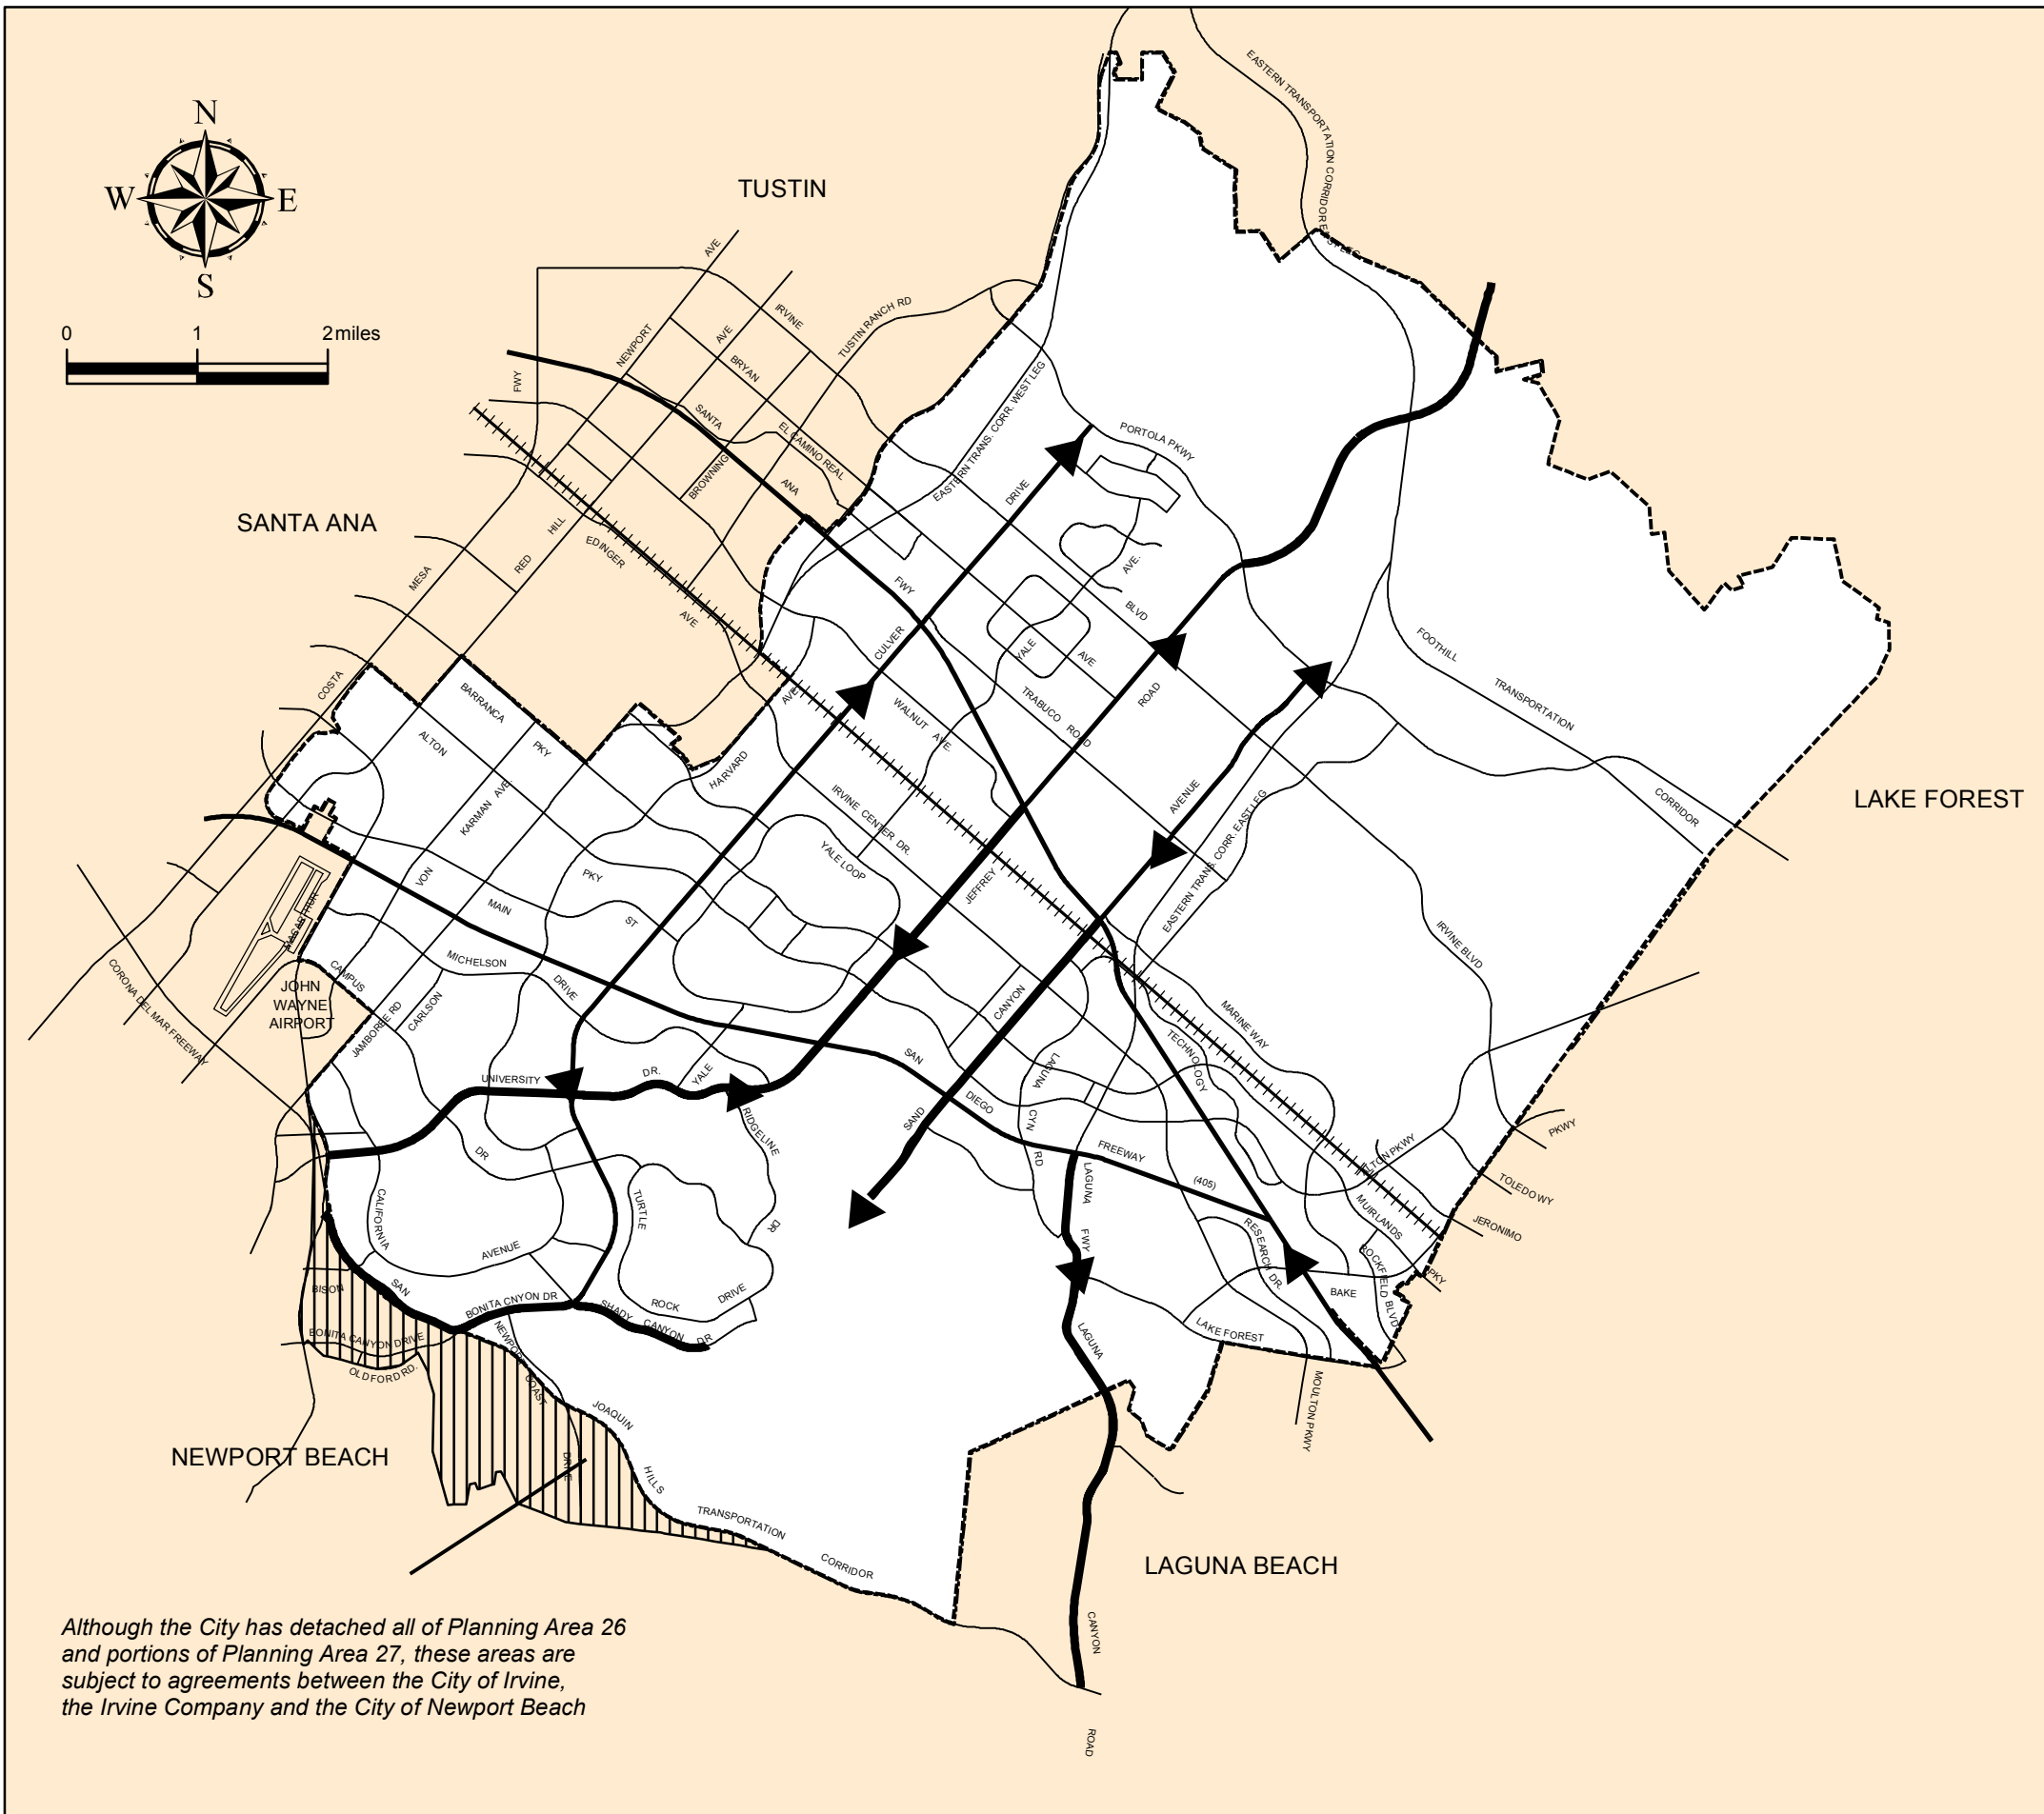 N
W E
S
0 1 2 miles
TUSTIN
SANTA ANA
LAKE FOREST
NEWPORT BEACH
LAGUNA BEACH
JOHN
WAYNE
AIRPORT
EASTERN TRANSPORTATION CORRIDOR EAST LEG
NEWPORT AVE
IRVINE BLVD
BRYAN AVE
TUSTIN RANCH RD
FWY
SANTA ANA FWY
EL CAMINO REAL
BROWNING AVE
RED HILL
EDINGER AVE
COSTA MESA
EASTERN TRANS. CORR. WEST LEG
PORTOLA PKWY
CULVER DRIVE
YALE AVE.
AVE
FOOTHILL TRANSPORTATION CORRIDOR
BARRANCA PKY
ALTON PKY
HARVARD AVE
WALNUT AVE.
TRABUCO ROAD
JEFFREY ROAD
IRVINE CENTER DR.
VON KARMAN AVE.
YALE LOOP
MAIN ST
MICHELSON DRIVE
MACARTHUR
CAMPUS DR
JAMBOREE RD
CARLSON
CORONA DEL MAR FREEWAY
UNIVERSITY DR.
YALE
RIDGELINE DR
SAND CANYON AVENUE
EASTERN TRANS. CORR. EAST LEG
IRVINE BLVD
MARINE WAY
TECHNOLOGY
LAGUNA CYN RD
SAN DIEGO FREEWAY (405)
LAGUNA FWY
ALTON PKWY
PKWY
TOLEDO WY
JERONIMO
MUIRLANDS
PKY
ROCKFIELD BLVD
BAKE
RESEARCH DR.
LAKE FOREST
MOULTON PKWY
CALIFORNIA AVENUE
TURTLE ROCK DRIVE
SHADY CANYON DR
BONITA CNYON DR
BISON
BONITA CANYON DRIVE
OLD FORD RD.
NEWPORT COAST DRIVE
SAN JOAQUIN HILLS TRANSPORTATION CORRIDOR
LAGUNA CANYON ROAD
Although the City has detached all of Planning Area 26
and portions of Planning Area 27, these areas are
subject to agreements between the City of Irvine,
the Irvine Company and the City of Newport Beach